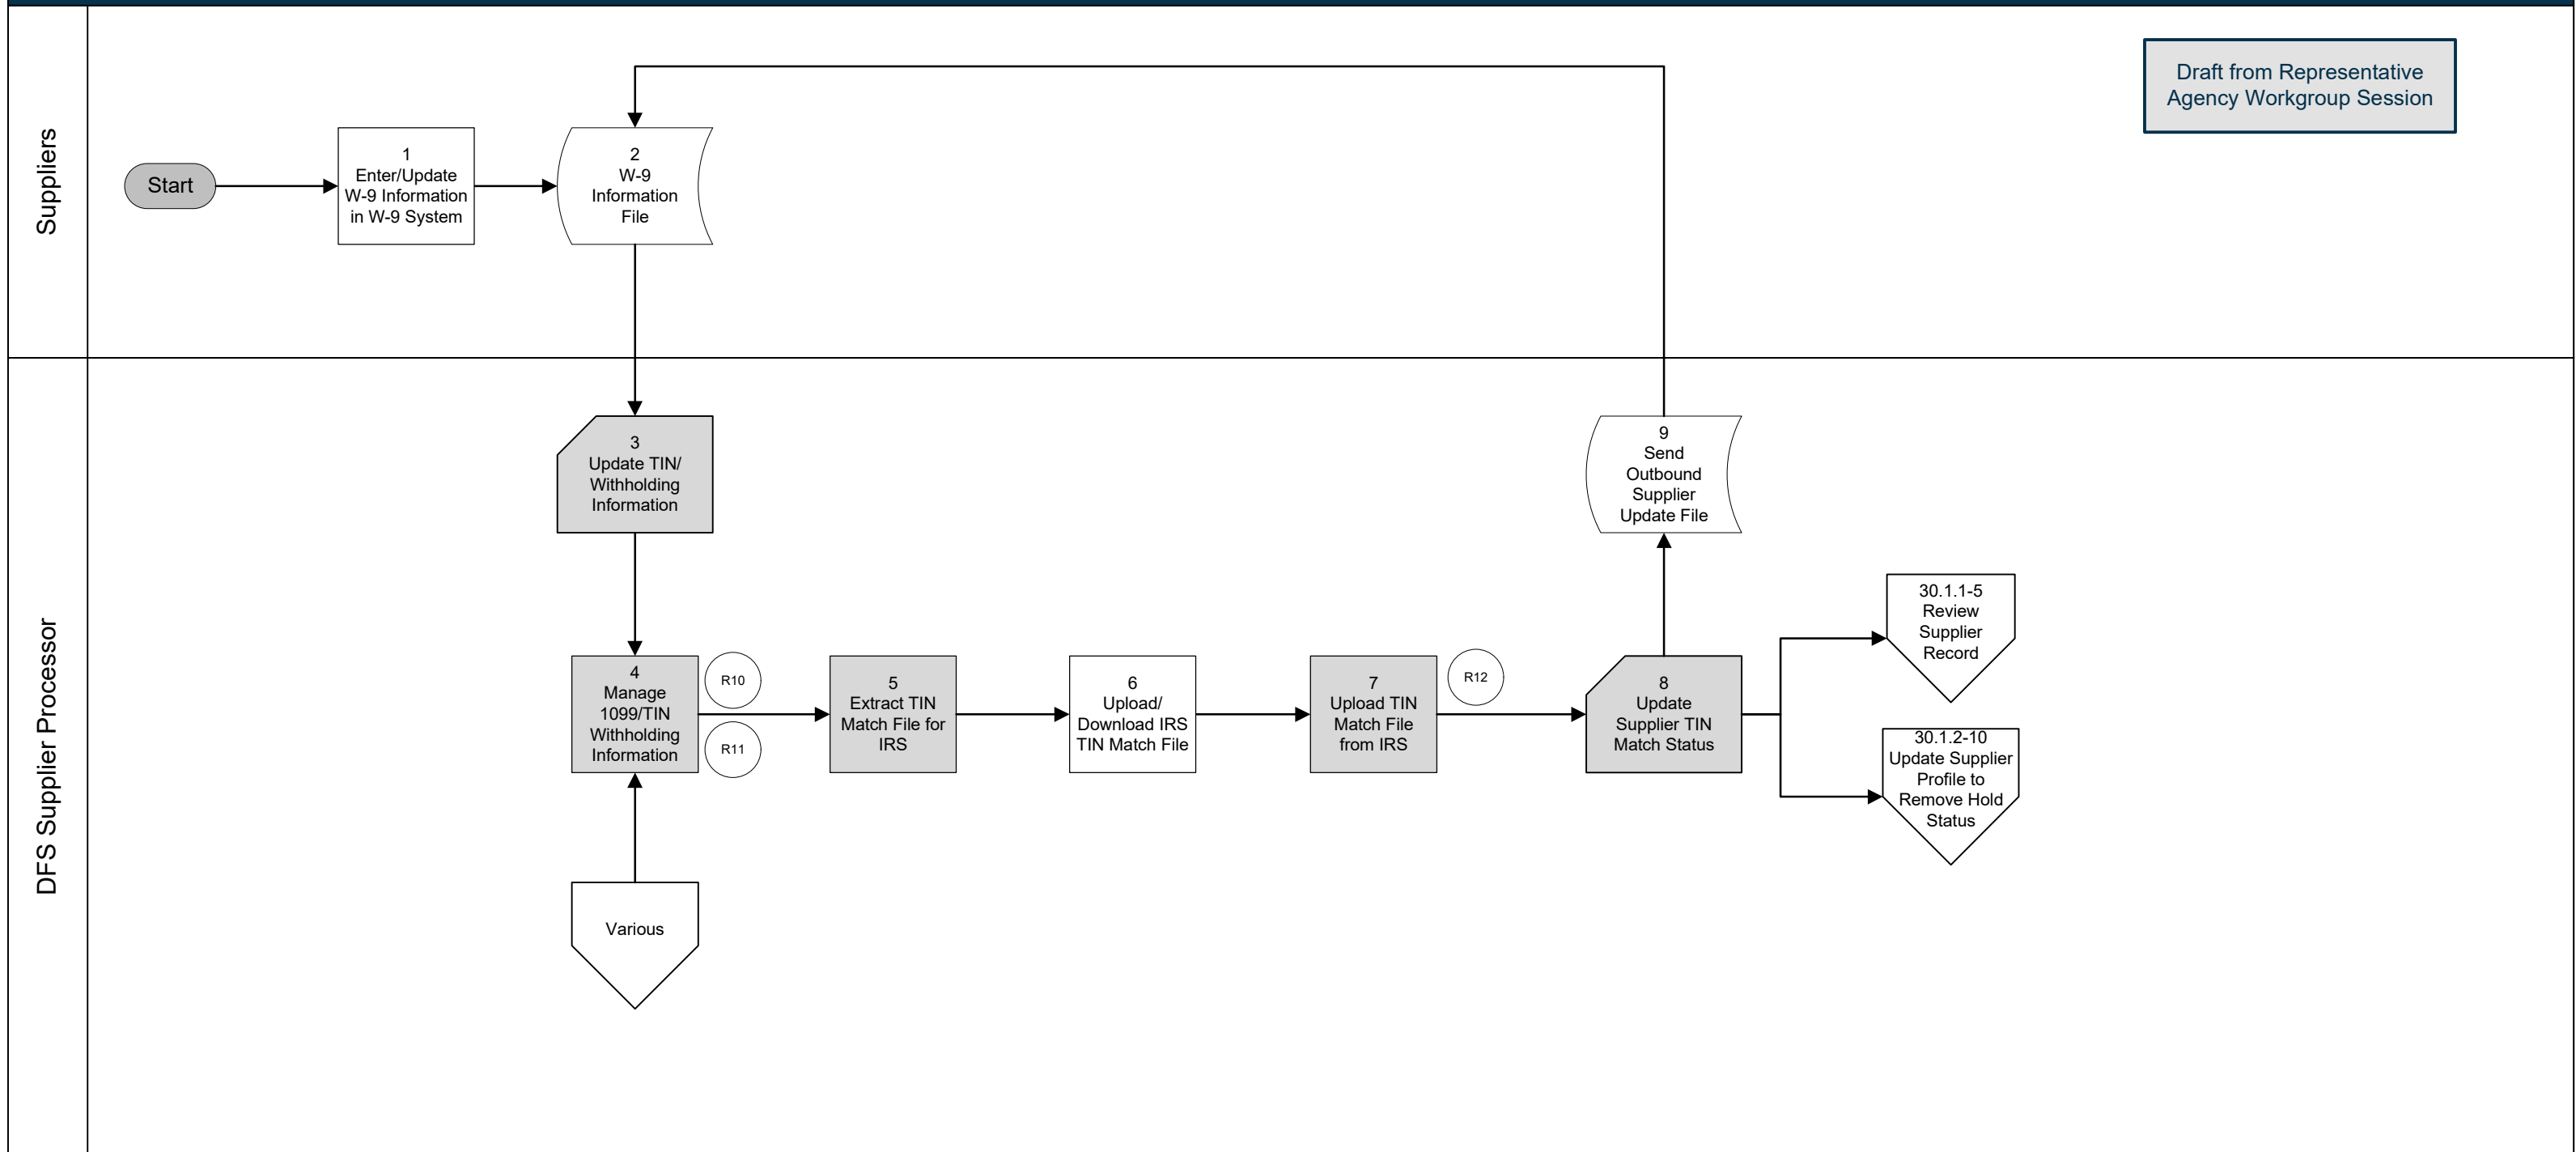 Suppliers
Draft from Representative
Agency Workgroup Session
Start
1
Enter/Update
W-9 Information
in W-9 System
2
W-9
Information
File
DFS Supplier Processor
3
Update TIN/
Withholding
Information
9
Send
Outbound
Supplier
Update File
4
Manage
1099/TIN
Withholding
Information
R10
R11
5
Extract TIN
Match File for
IRS
6
Upload/
Download IRS
TIN Match File
7
Upload TIN
Match File
from IRS
R12
8
Update
Supplier TIN
Match Status
30.1.1-5
Review
Supplier
Record
30.1.2-10
Update Supplier
Profile to
Remove Hold
Status
Various